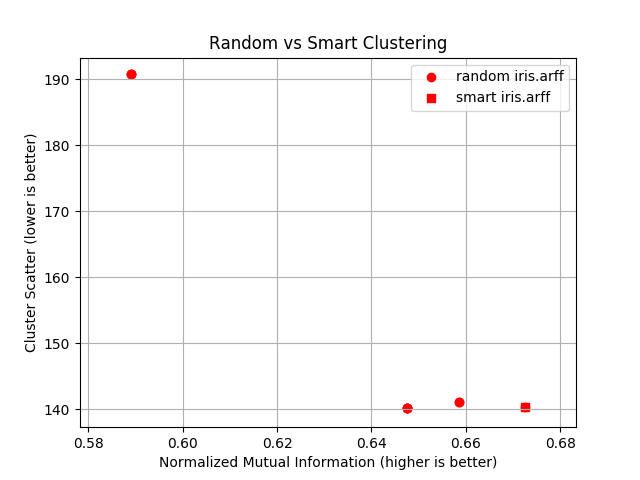 Random vs Smart Clustering
random iris.arff
smart iris.arff
Cluster Scatter (lower is better)
190
180
170
160
150
140
0.58 0.60 0.62 0.64 0.66 0.68
Normalized Mutual Information (higher is better)